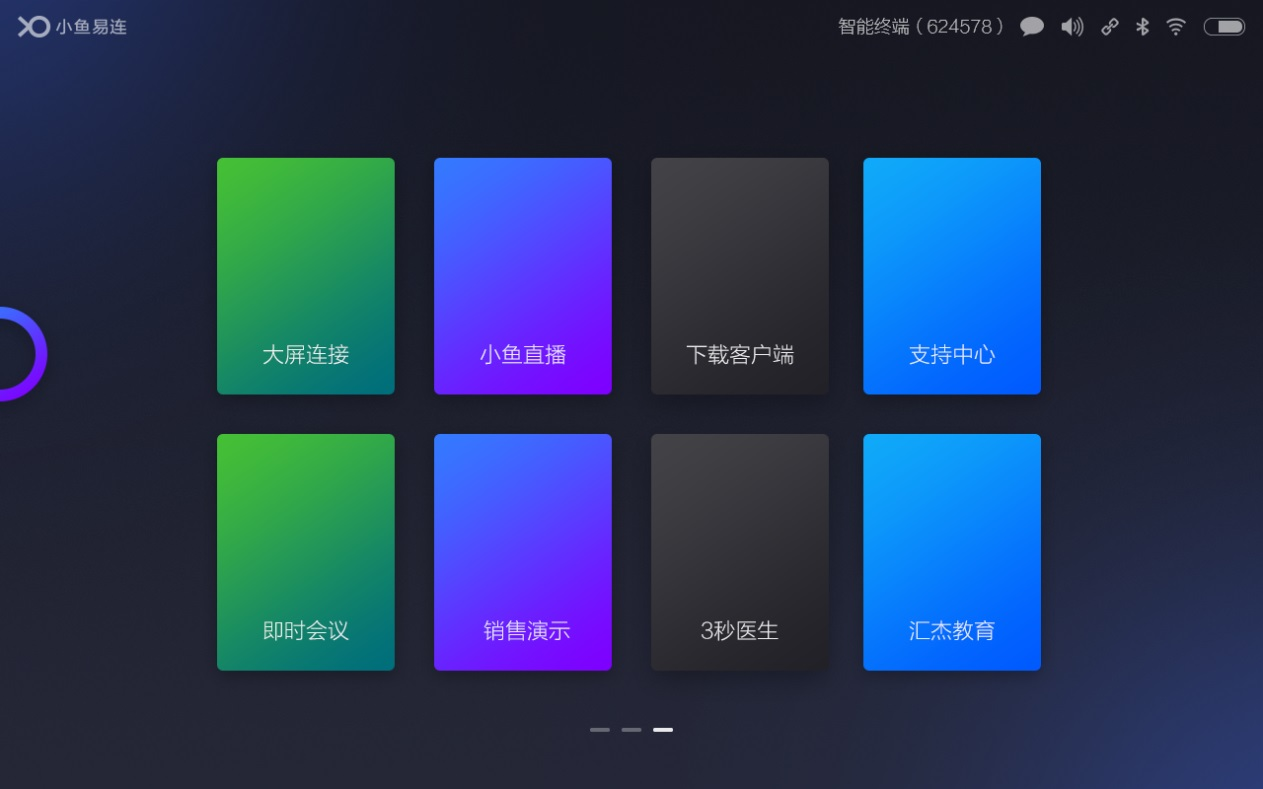 小鱼易连
智能终端（624578）
大屏连接
小鱼直播
下载客户端
支持中心
即时会议
销售演示
3秒医生
汇杰教育